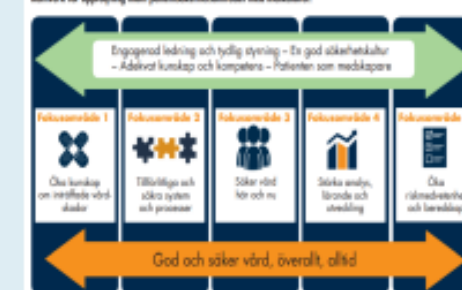 Engagerad ledning och tydlig styrning – En god säkerhetskultur
– Adekvat kunskap och kompetens – Patienten som medskapare
Fokusområde 1
Fokusområde 2
Fokusområde 3
Fokusområde 4
Fokusområde
Öka kunskap
om inträffade vård-
skador
Tillförlitliga och
säkra system
och processer
Säker vård
här och nu
Stärka analys,
lärande och
utveckling
Öka
riskmedvetenhet
och beredskap
God och säker vård, överallt, alltid